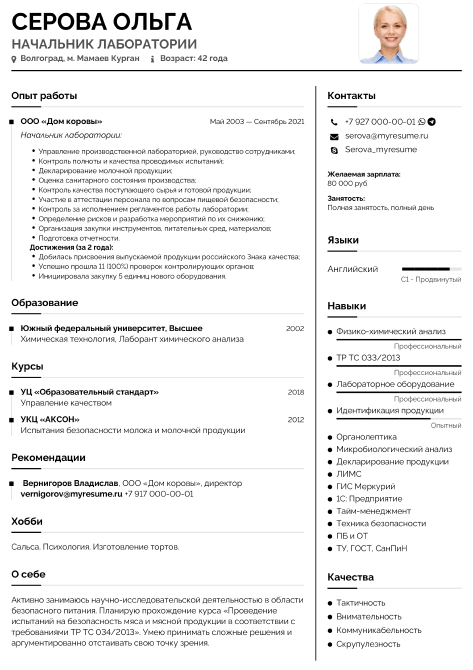 СЕРОВА ОЛЬГА
НАЧАЛЬНИК ЛАБОРАТОРИИ
Волгоград, м. Мамаев Курган Возраст: 42 года
Опыт работы
ООО «Дом коровы» Май 2003 — Сентябрь 2021
Начальник лаборатории:
Управление производственной лабораторией, руководство сотрудниками;
Контроль полноты и качества проводимых испытаний;
Декларирование молочной продукции;
Оценка санитарного состояния производства;
Контроль качества поступающего сырья и готовой продукции;
Участие в аттестации персонала по вопросам пищевой безопасности;
Контроль за исполнением регламентов работы лаборатории;
Определение рисков и разработка мероприятий по их снижению;
Организация закупки инструментов, питательных сред, материалов;
Подготовка отчетности.
Достижения (за 2 года):
Добилась присвоения выпускаемой продукции российского Знака качества;
Успешно прошла 11 (100%) проверок контролирующих органов;
Инициировала закупку 5 единиц нового оборудования.
Образование
Южный федеральный университет, Высшее 2002
Химическая технология, Лаборант химического анализа
Курсы
УЦ «Образовательный стандарт» 2018
Управление качеством
УКЦ «АКСОН» 2012
Испытания безопасности молока и молочной продукции
Рекомендации
Вернигоров Владислав, ООО «Дом коровы», директор
vernigorov@myresume.ru +7 917 000-00-01
Хобби
Сальса. Психология. Изготовление тортов.
О себе
Активно занимаюсь научно-исследовательской деятельностью в области
безопасного питания. Планирую прохождение курса «Проведение
испытаний на безопасность мяса и мясной продукции в соответствии с
требованиями ТР ТС 034/2013». Умею принимать сложные решения и
аргументированно отстаивать свою точку зрения.
Контакты
+7 927 000-00-01
serova@myresume.ru
Serova_myresume
Желаемая зарплата:
80 000 руб
Занятость:
Полная занятость, полный день
Языки
Английский
C1 - Продвинутый
Навыки
Физико-химический анализ
Профессиональный
ТР ТС 033/2013
Профессиональный
Лабораторное оборудование
Профессиональный
Идентификация продукции
Опытный
Органолептика
Микробиологический анализ
Декларирование продукции
ЛИМС
ГИС Меркурий
1С: Предприятие
Тайм-менеджмент
Техника безопасности
ПБ и ОТ
ТУ, ГОСТ, СанПиН
Качества
Тактичность
Внимательность
Коммуникабельность
Скрупулезность